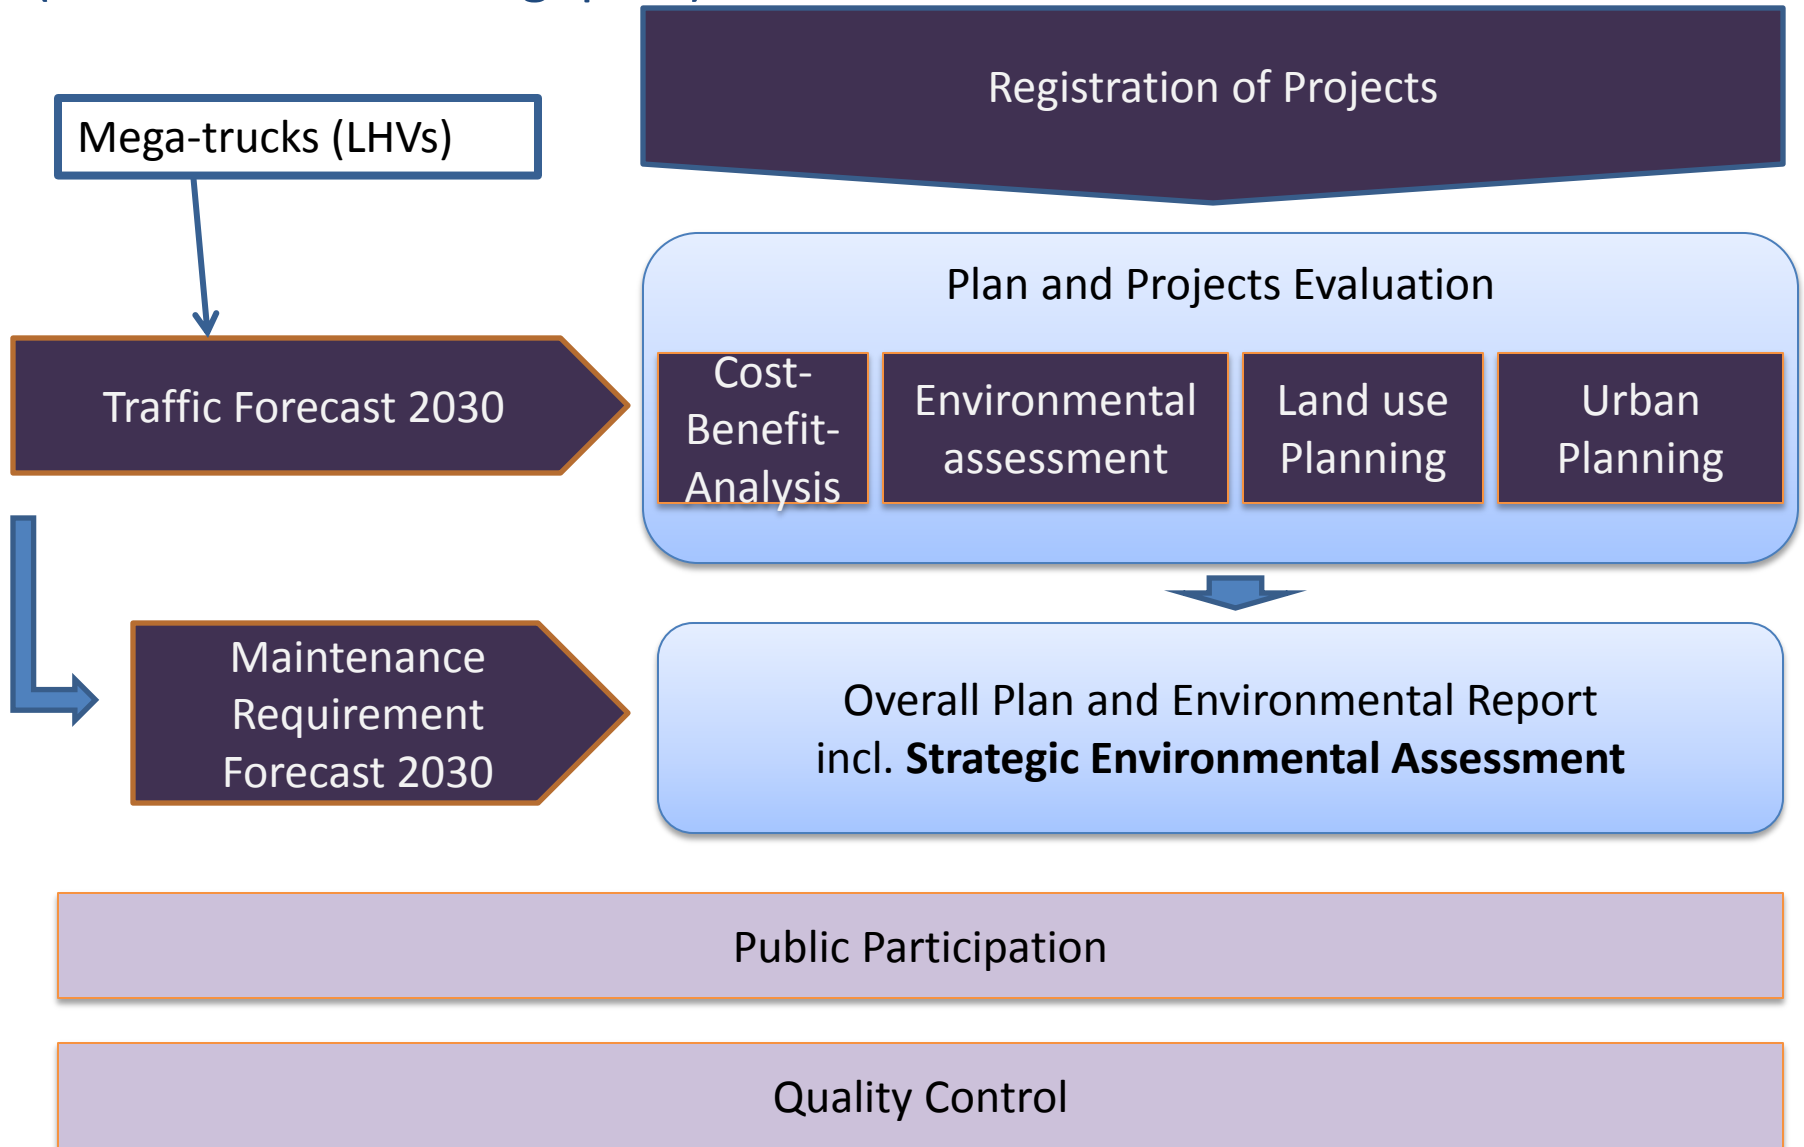 Registration of Projects
Mega-trucks (LHVs)
Plan and Projects Evaluation
Traffic Forecast 2030
Cost-
Benefit-
Analysis
Environmental
assessment
Land use
Planning
Urban
Planning
Maintenance
Requirement
Forecast 2030
Overall Plan and Environmental Report
incl. Strategic Environmental Assessment
Public Participation
Quality Control